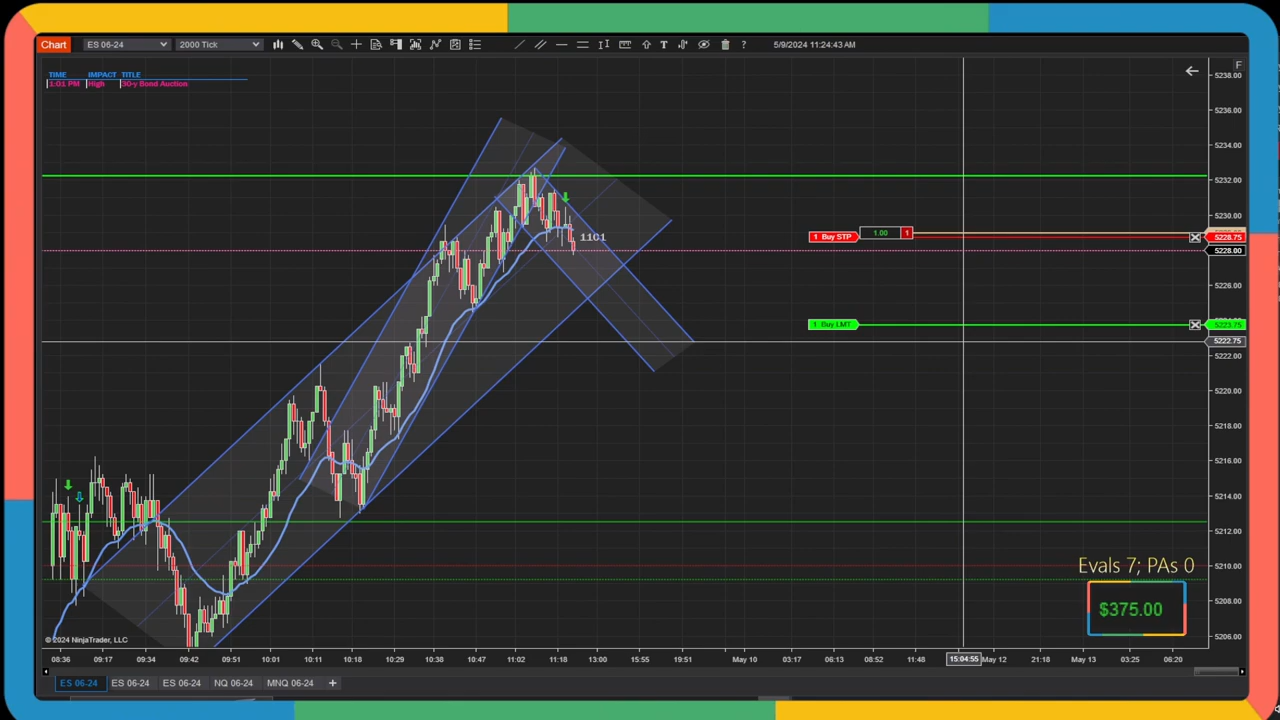 Chart ES 06-24 2000 Tick T ? 5/9/2024 11:24:43 AM
TIME IMPACT TITLE
1:01 PM High 30-y Bond Auction
F
5238.00
5236.00
5234.00
5232.00
5230.00
1101
1 Buy STP 1.00 1 5228.75
5228.00
5226.00
1 Buy LMT 5223.75
5222.75
5222.00
5220.00
5218.00
5216.00
5214.00
5212.00
5210.00
Evals 7; PAs 0
5208.00
$375.00
5206.00
© 2024 NinjaTrader, LLC
08:36 09:17 09:34 09:42 09:51 10:01 10:11 10:18 10:29 10:38 10:47 11:02 11:18 13:00 15:55 19:51 May 10 03:17 06:13 08:52 11:48 15:04:55 May 12 21:18 May 13 03:25 06:20
ES 06-24 ES 06-24 ES 06-24 NQ 06-24 MNQ 06-24 +